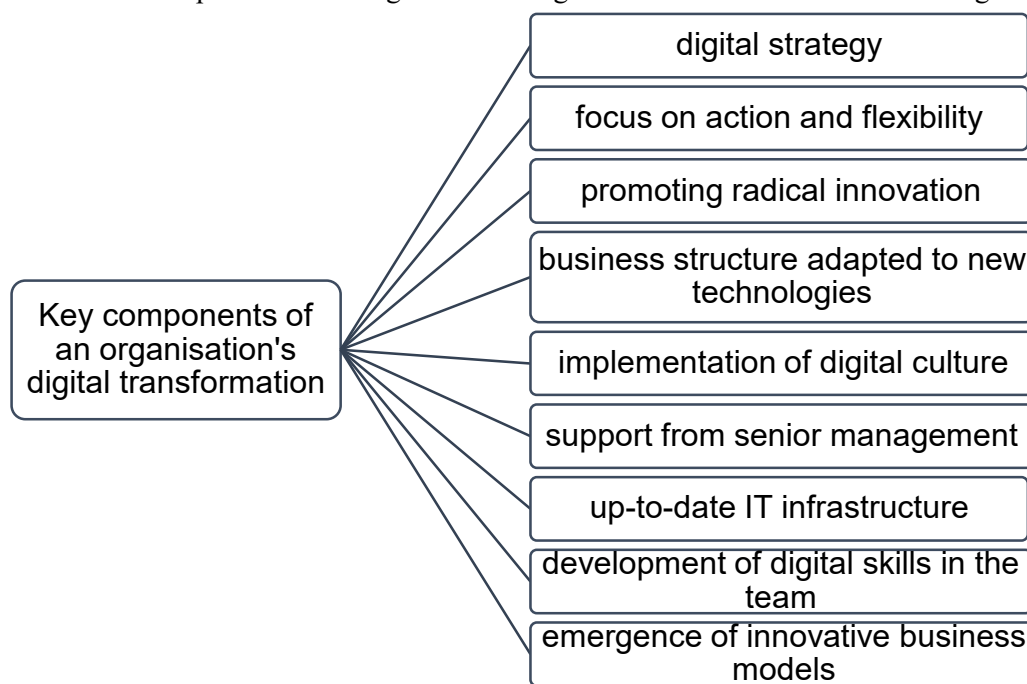 Key components of
an organisation's
digital transformation
digital strategy
focus on action and flexibility
promoting radical innovation
business structure adapted to new
technologies
implementation of digital culture
support from senior management
up-to-date IT infrastructure
development of digital skills in the
team
emergence of innovative business
models